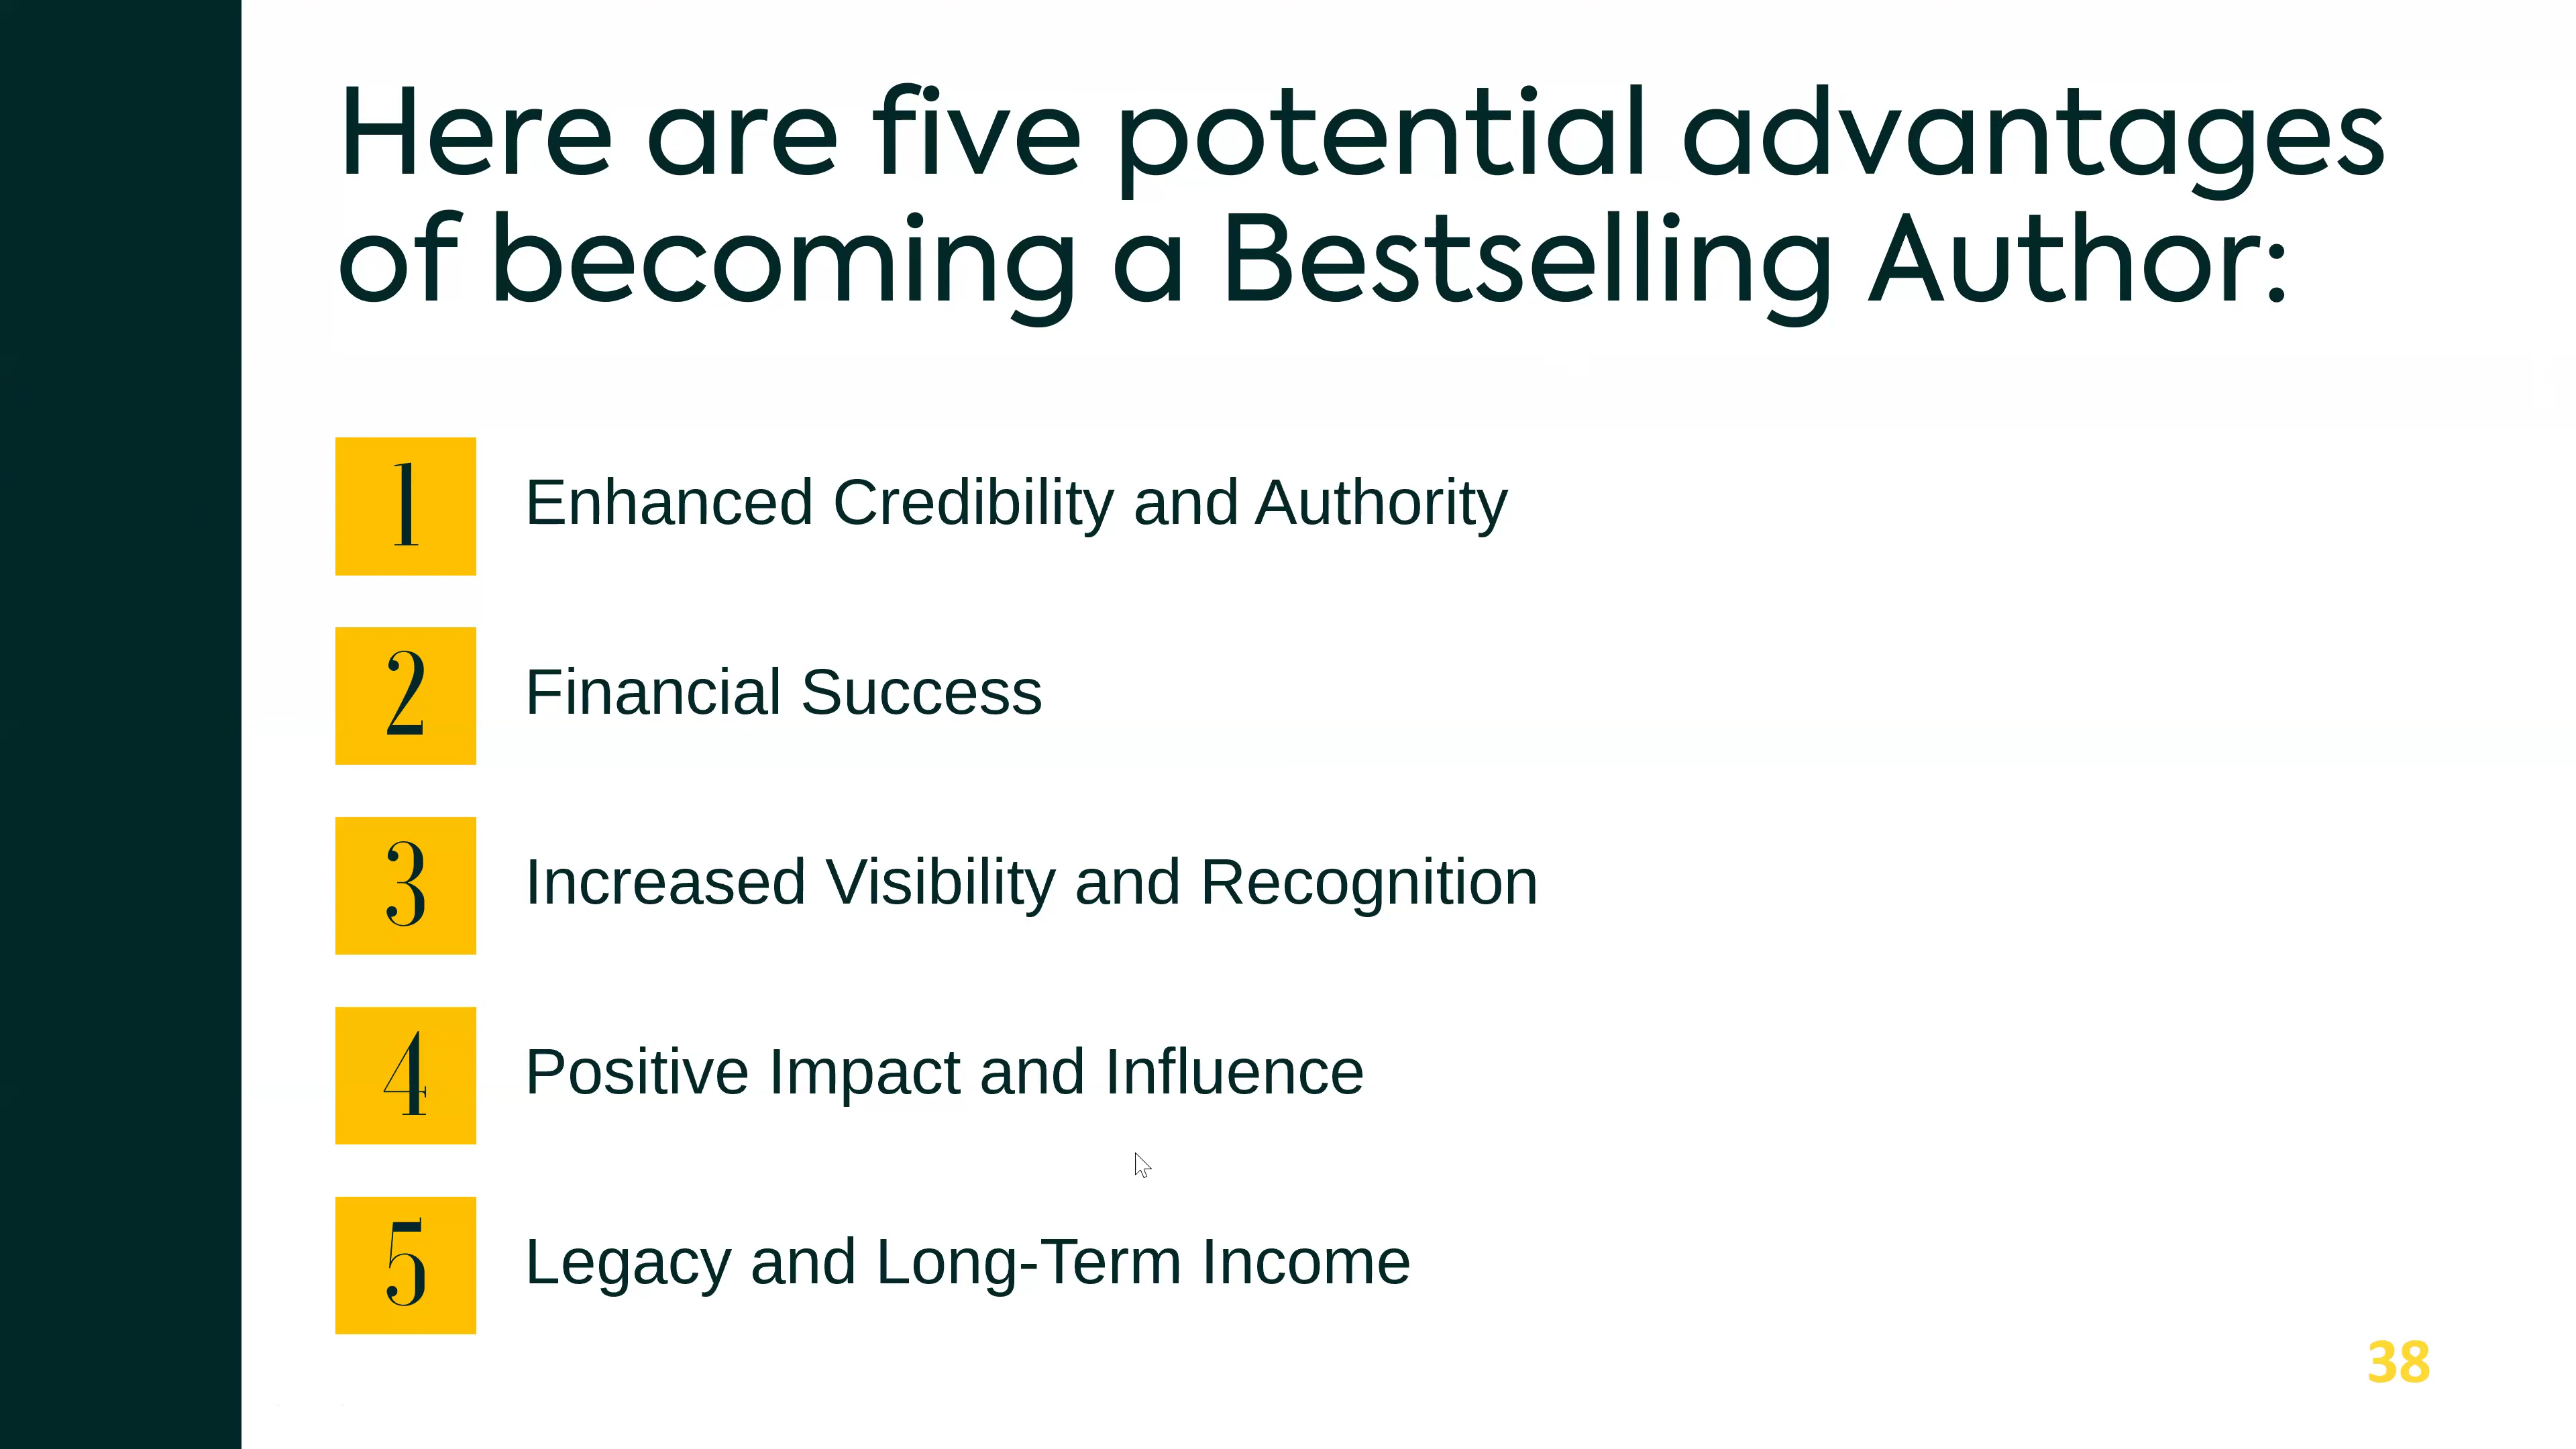 Here are five potential advantages
of becoming a Bestselling Author:
1 Enhanced Credibility and Authority
2 Financial Success
3 Increased Visibility and Recognition
4 Positive Impact and Influence
5 Legacy and Long-Term Income
38